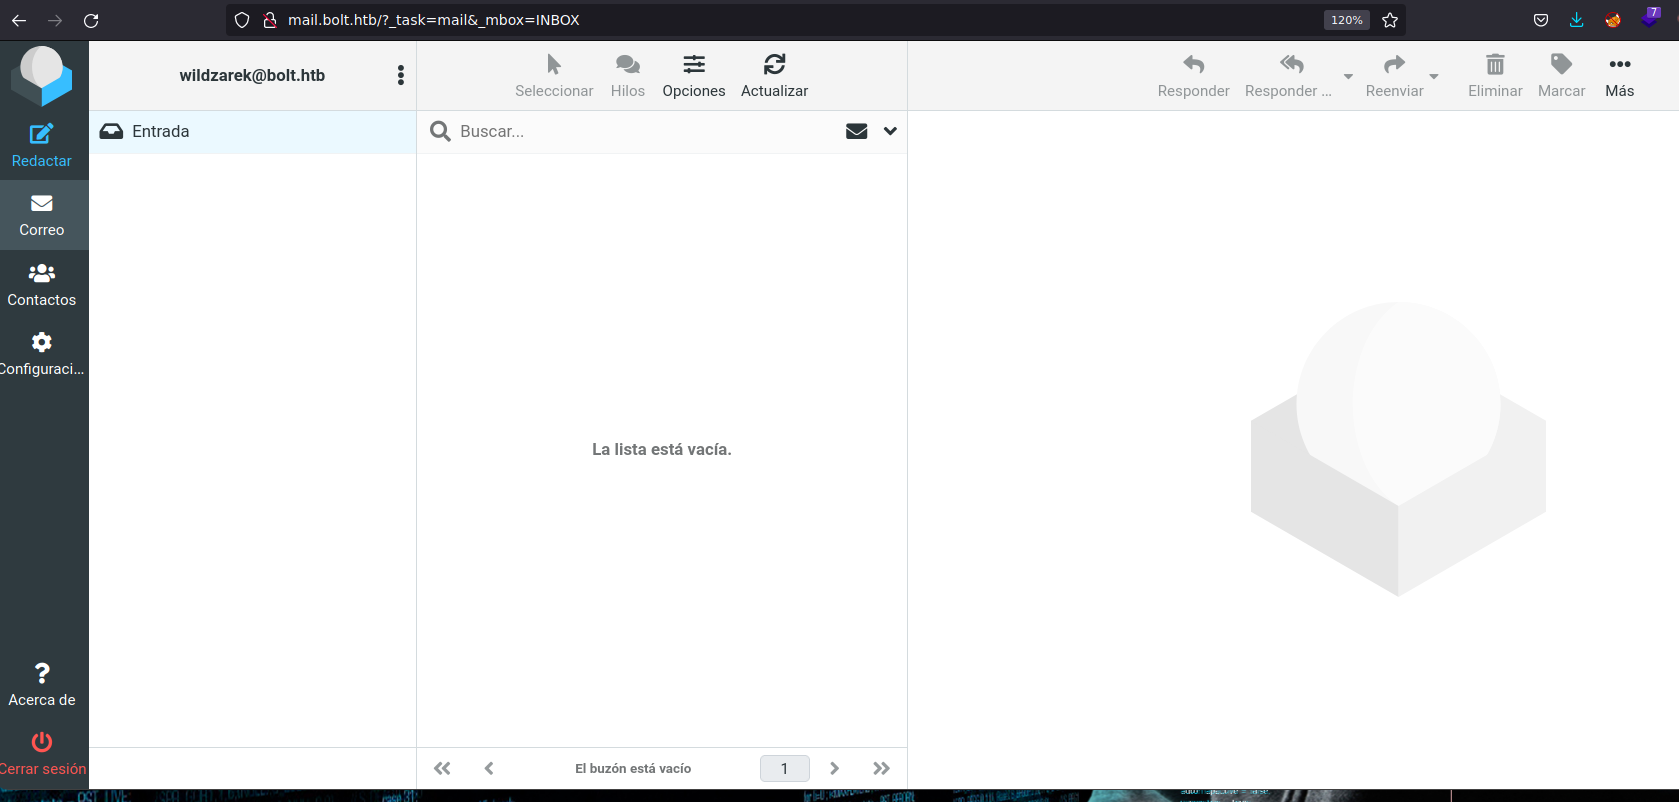 mail.bolt.htb/?_task=mail&_mbox=INBOX
120%
7
wildzarek@bolt.htb
Seleccionar
Hilos
Opciones
Actualizar
Responder
Responder ...
Reenviar
Eliminar
Marcar
Más
Redactar
Correo
Contactos
Configuraci...
Acerca de
Cerrar sesión
Entrada
Buscar...
La lista está vacía.
El buzón está vacío
1